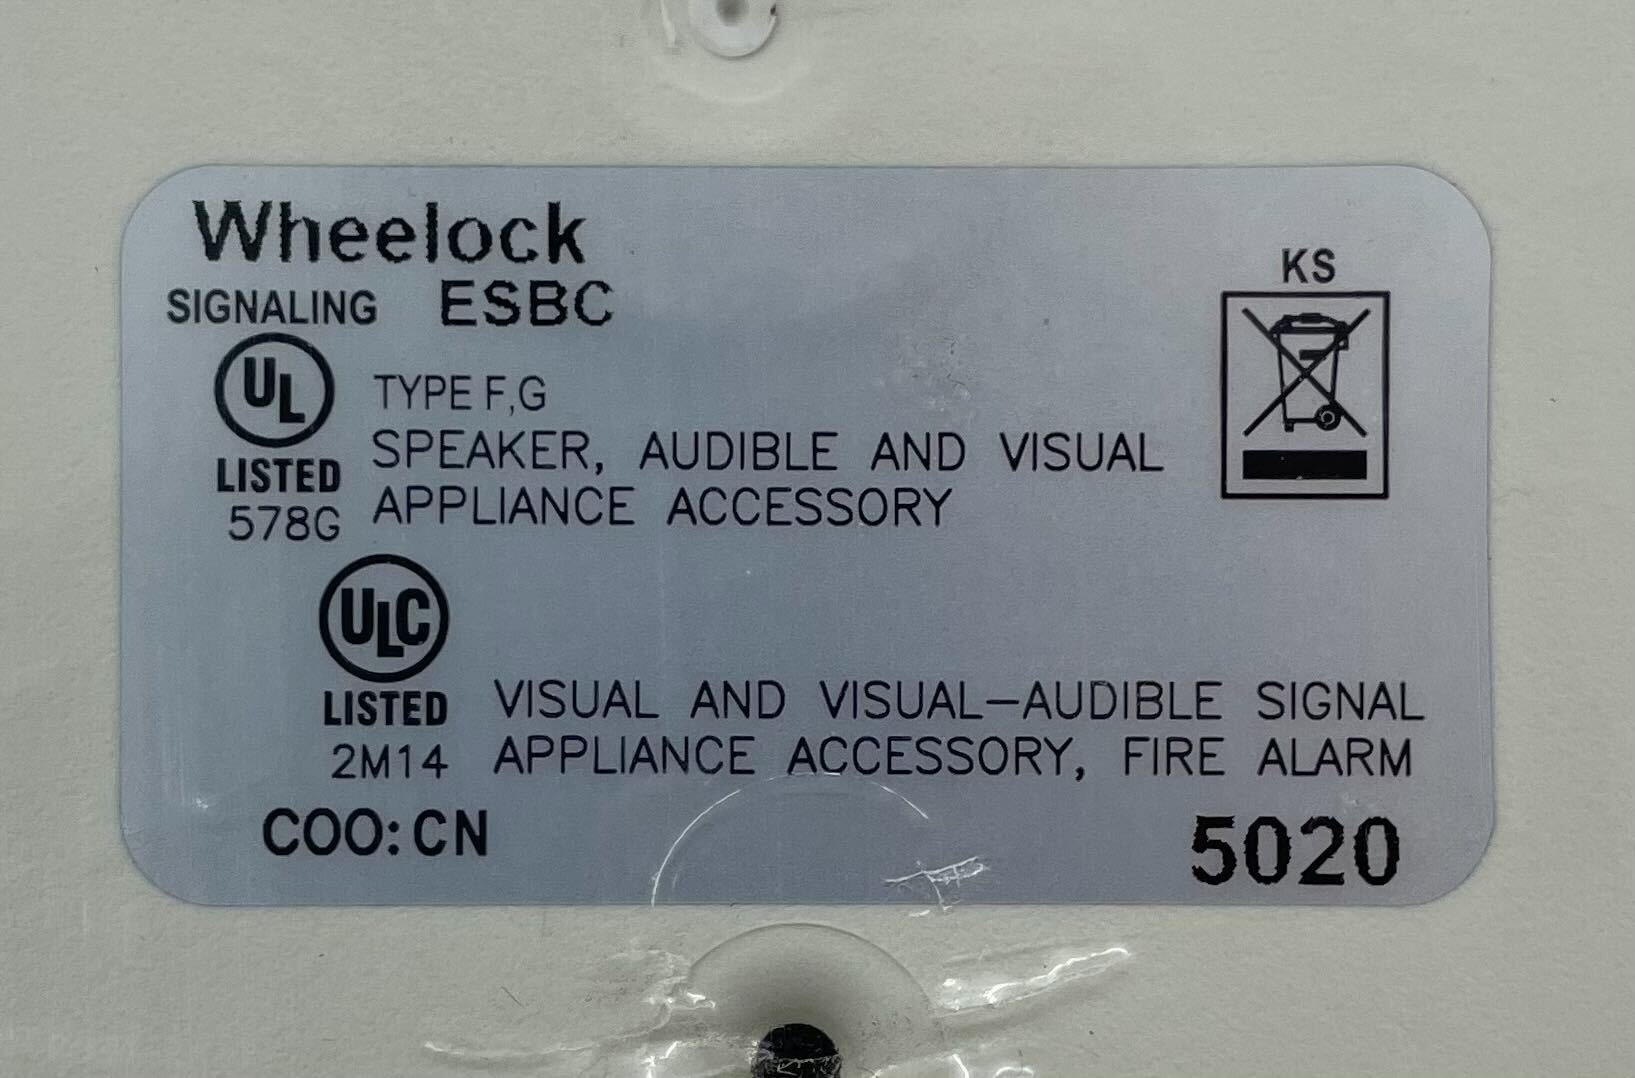 Wheelock
SIGNALING ESBC
KS
UL
LISTED
578G
TYPE F,G
SPEAKER, AUDIBLE AND VISUAL
APPLIANCE ACCESSORY
ULC
LISTED
2M14
VISUAL AND VISUAL-AUDIBLE SIGNAL
APPLIANCE ACCESSORY, FIRE ALARM
COO: CN
5020